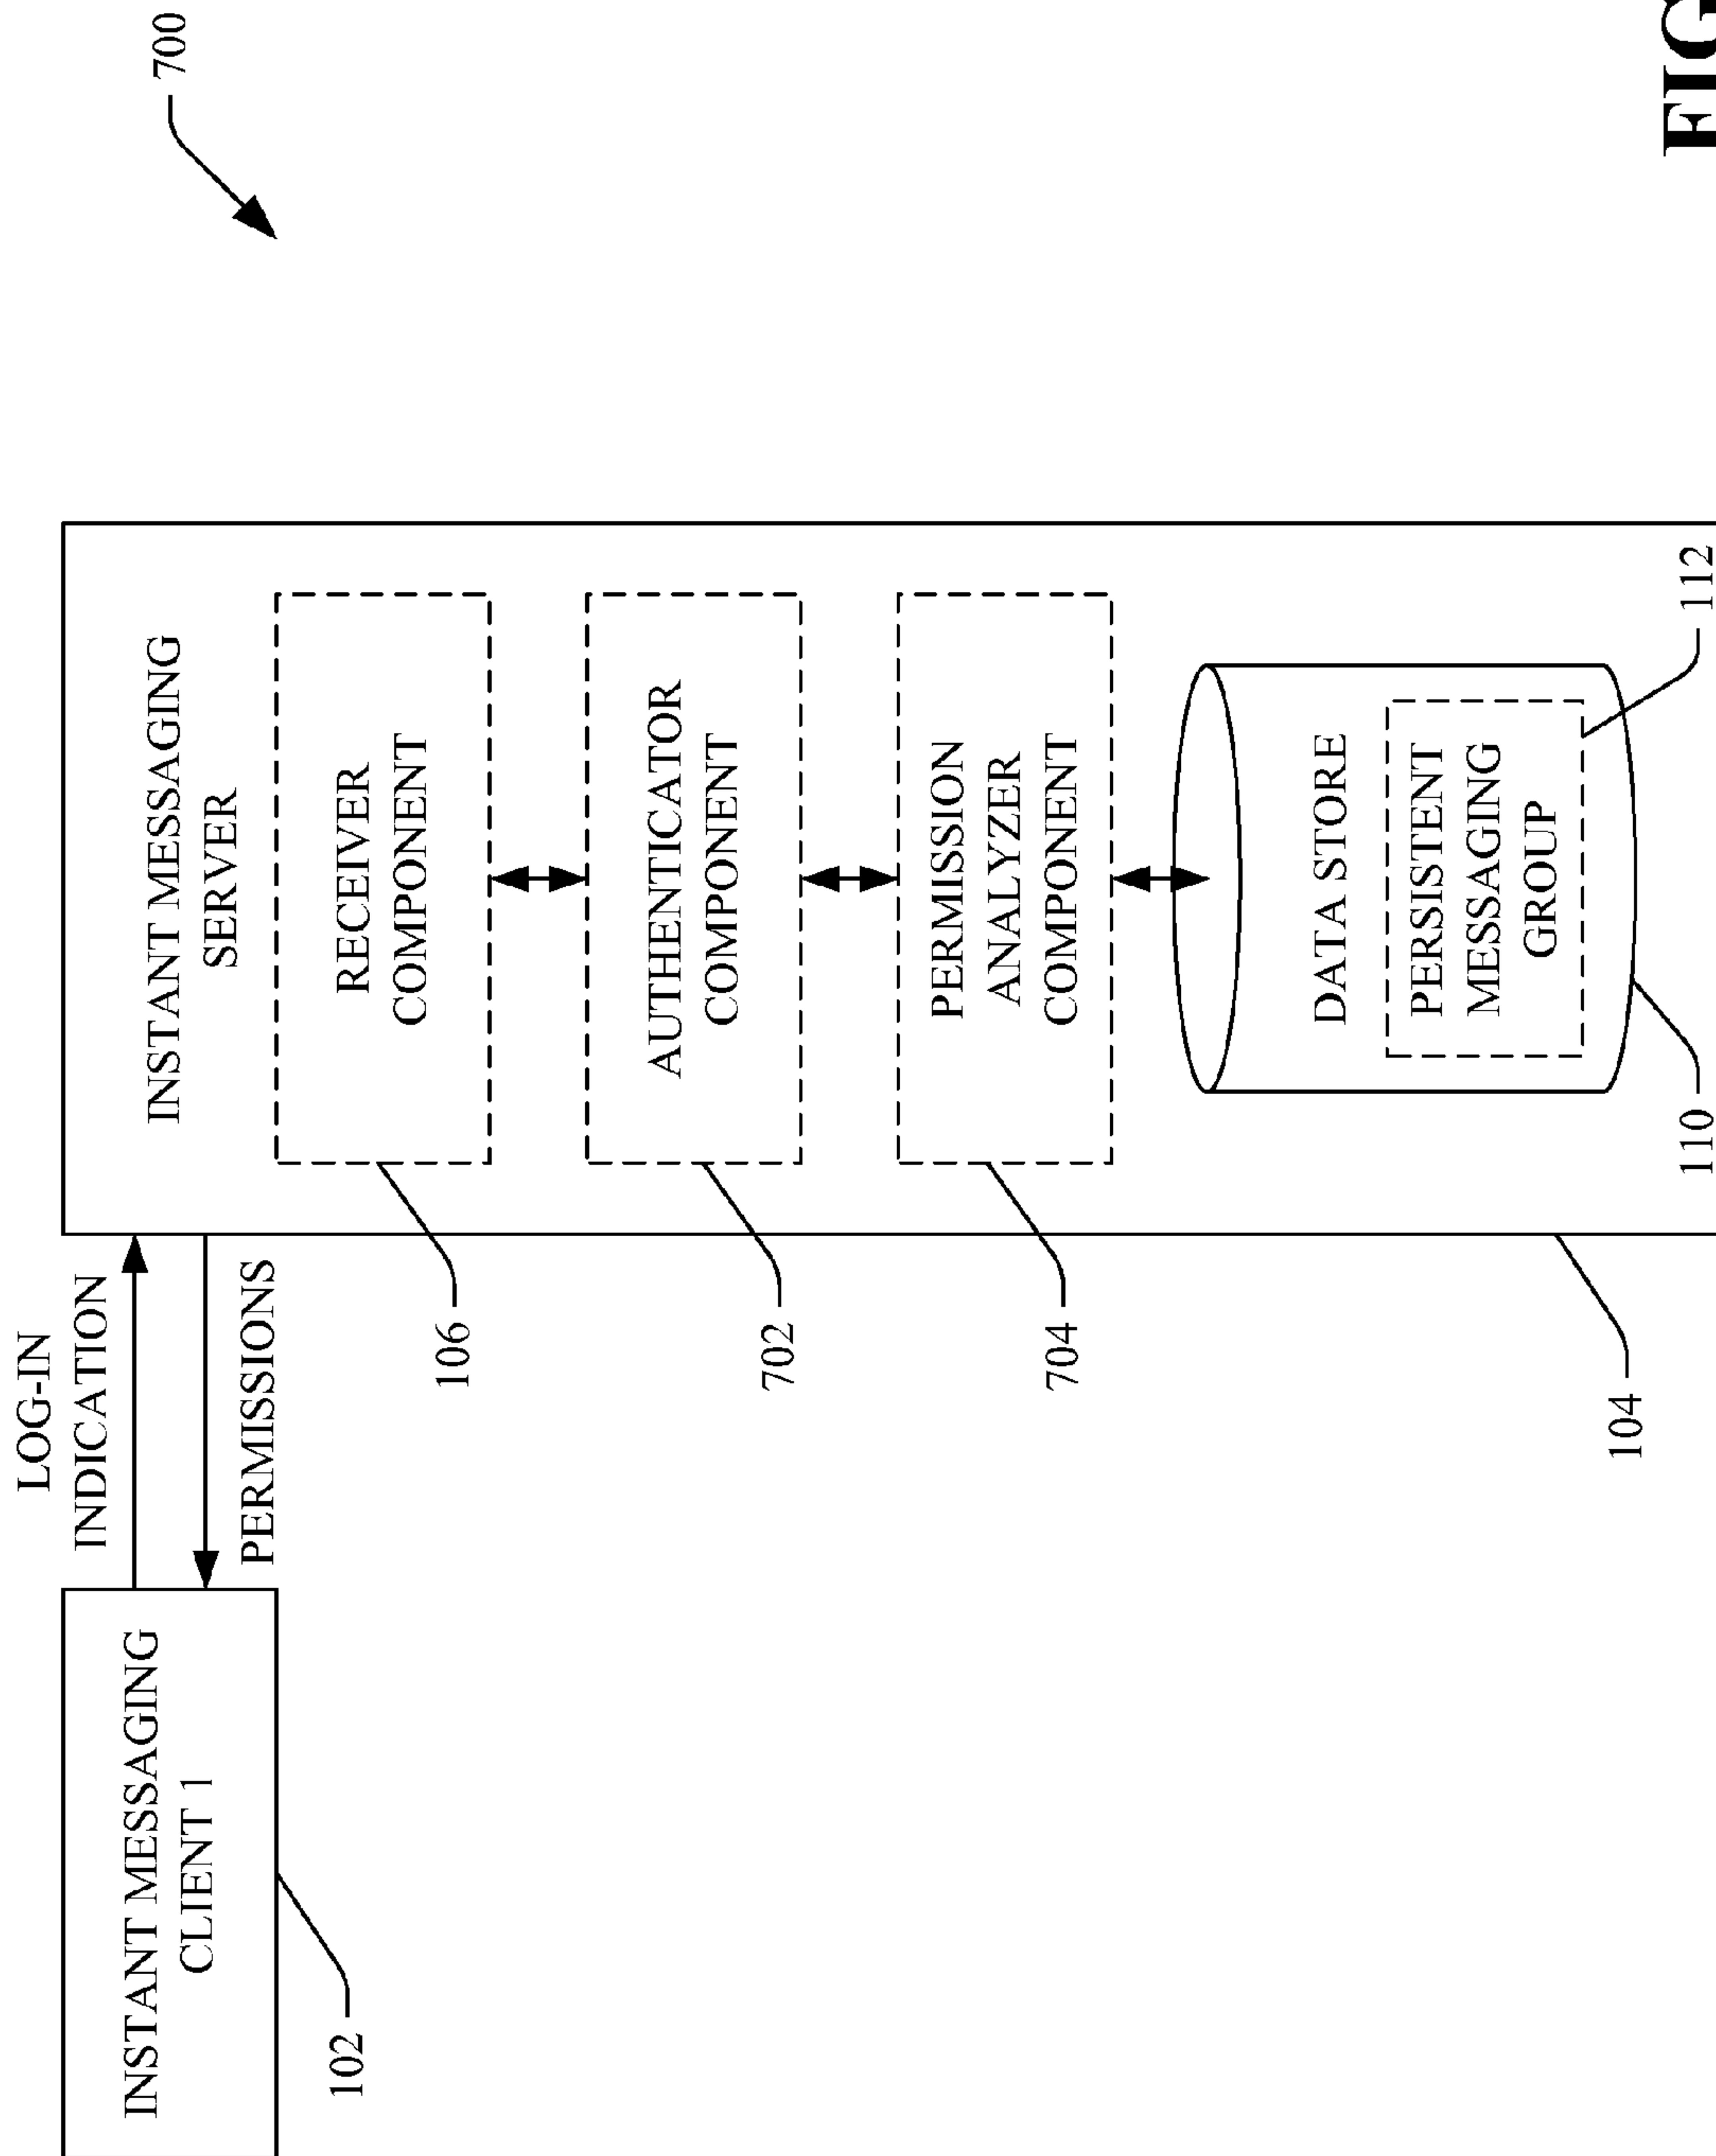 700
LOG-IN
INDICATION
PERMISSIONS
INSTANT MESSAGING
CLIENT 1
102
INSTANT MESSAGING
SERVER
RECEIVER
COMPONENT
106
AUTHENTICATOR
COMPONENT
702
PERMISSION
ANALYZER
COMPONENT
704
DATA STORE
PERSISTENT
MESSAGING
GROUP
112
110
104